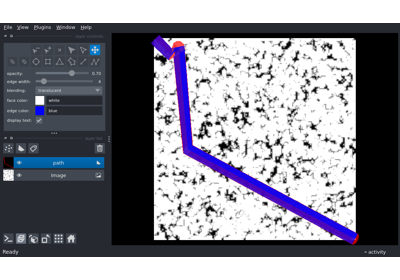 File View Plugins Window Help
opacity: 0.70
edge width:
blending: translucent
face color: white
edge color: blue
display text:
path
Image
Ready
activity